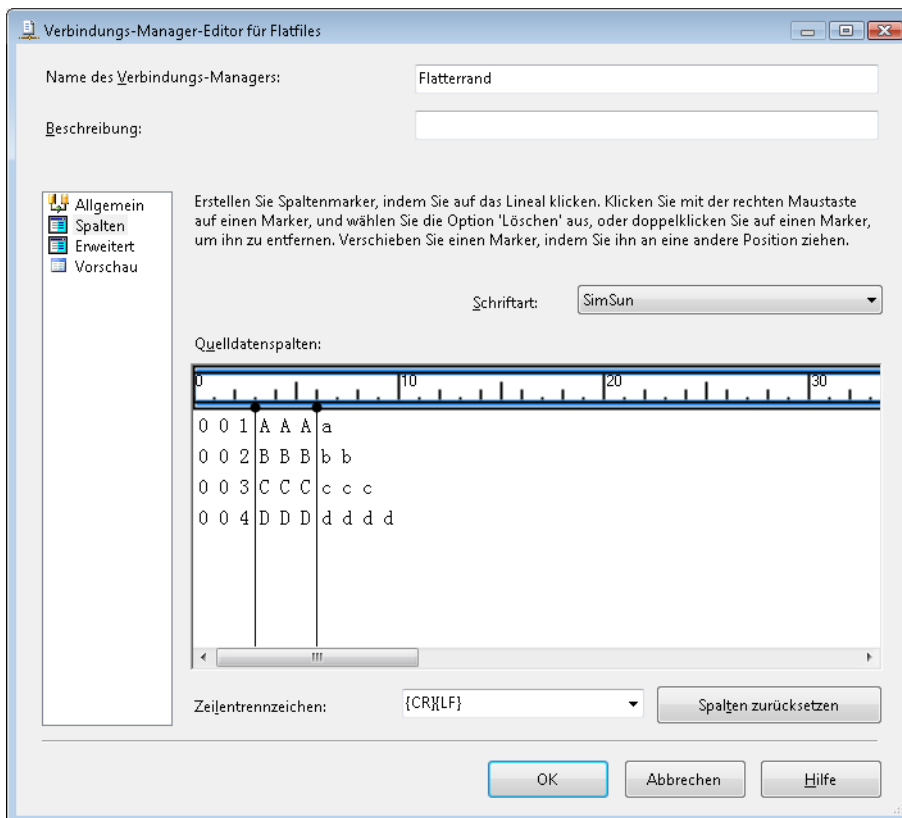 Verbindungs-Manager-Editor für Flatfiles
Name des Verbindungs-Managers:
Flatterrand
Beschreibung:
Allgemein
Spalten
Erweitert
Vorschau
Erstellen Sie Spaltenmarker, indem Sie auf das Lineal klicken. Klicken Sie mit der rechten Maustaste
auf einen Marker, und wählen Sie die Option 'Löschen' aus, oder doppelklicken Sie auf einen Marker,
um ihn zu entfernen. Verschieben Sie einen Marker, indem Sie ihn an eine andere Position ziehen.
Schriftart:
SimSun
Quelldatenspalten:
0 10 20 30
0 0 1 A A A a
0 0 2 B B B b b
0 0 3 C C C c c c
0 0 4 D D D d d d d
Zeilentrennzeichen:
{CR}{LF}
Spalten zurücksetzen
OK
Abbrechen
Hilfe